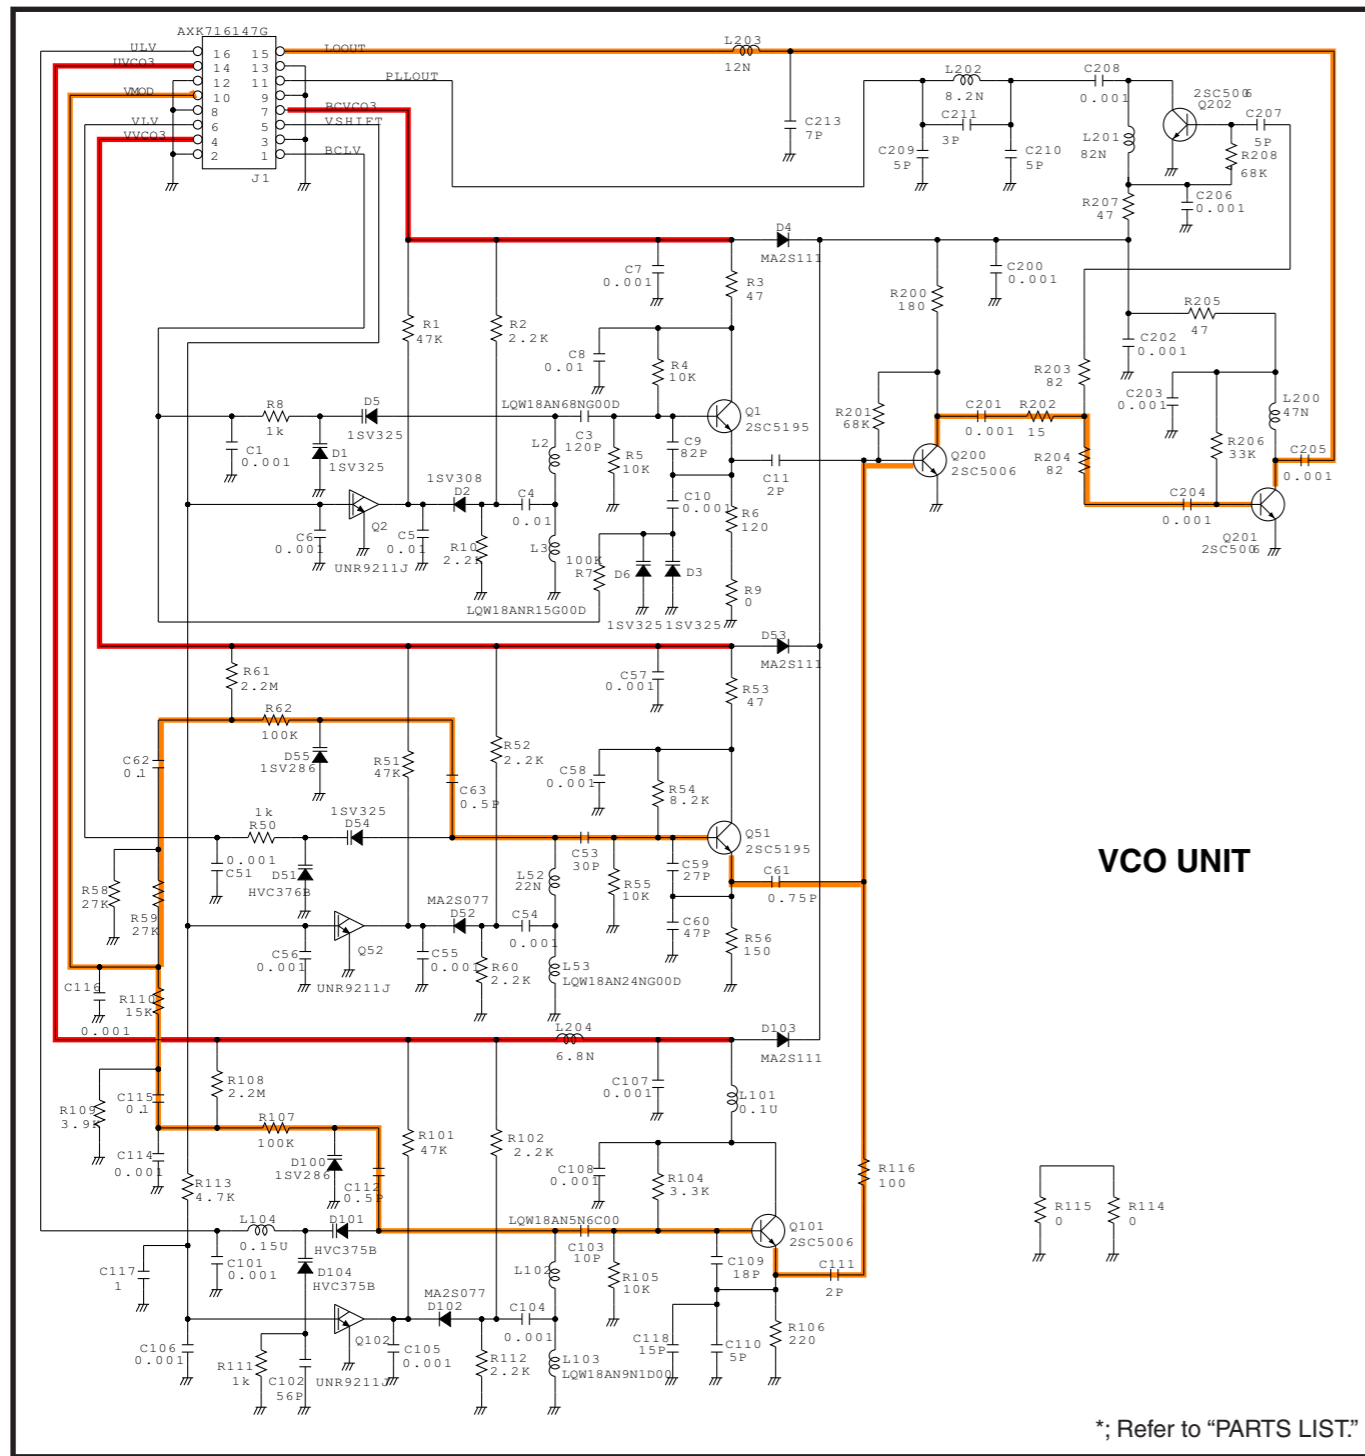 AXK716147G
ULV 16 15 LOOUT
UVCO3 14 13
12 11 PLLOUT
VMOD 10 9
8 7 BCVCO3
VLV 6 5 VSHIFT
VVCO3 4 3
2 1 BCLV
J1
L203
12N
C213
7P
L202
8.2N
C211
3P
C209
5P
C210
5P
C208
0.001
2SC5006
Q202
C207
5P
L201
82N
R208
68K
C206
0.001
R207
47
D4
MA2S111
C7
0.001
R3
47
C200
0.001
R200
180
R205
47
C202
0.001
R1
47K
R2
2.2K
C8
0.01
R4
10K
R203
82
C203
0.001
L200
47N
R8
1k
D5
1SV325
LQW18AN68NG00D
C3
120P
Q1
2SC5195
R201
68K
C201
0.001
R202
15
R206
33K
C205
0.001
C1
0.001
D1
1SV325
L2
R5
10K
C9
82P
C11
2P
Q200
2SC5006
R204
82
C204
0.001
Q201
2SC5006
1SV308
D2
C4
0.01
C10
0.001
R6
120
C6
0.001
Q2
UNR9211J
C5
0.01
R10
2.2K
L3
100K
R7
D6
D3
R9
0
LQW18ANR15G00D
1SV325
1SV325
D53
MA2S111
R61
2.2M
C57
0.001
R53
47
R62
100K
C62
0.1
D55
1SV286
R51
47K
R52
2.2K
C63
0.5P
C58
0.001
R54
8.2K
1k
R50
1SV325
D54
C53
30P
Q51
2SC5195
VCO UNIT
R58
27K
R59
27K
0.001
C51
D51
HVC376B
L52
22N
R55
10K
C59
27P
C61
0.75P
MA2S077
D52
C54
0.001
C60
47P
R56
150
C56
0.001
Q52
UNR9211J
C55
0.001
R60
2.2K
L53
LQW18AN24NG00D
C116
0.001
R110
15K
L204
6.8N
D103
MA2S111
R108
2.2M
C107
0.001
L101
0.1U
R109
3.9K
C115
0.1
R107
100K
R101
47K
R102
2.2K
C114
0.001
D100
1SV286
C112
0.5P
C108
0.001
R104
3.3K
R116
100
R113
4.7K
R115
0
R114
0
L104
0.15U
D101
HVC375B
LQW18AN5N6C00
C103
10P
Q101
2SC5006
C117
1
C101
0.001
D104
HVC375B
L102
R105
10K
C109
18P
C111
2P
MA2S077
D102
C104
0.001
C106
0.001
R111
1k
C102
56P
Q102
UNR9211J
C105
0.001
R112
2.2K
L103
LQW18AN9N1D00
C118
15P
C110
5P
R106
220
*; Refer to “PARTS LIST.”